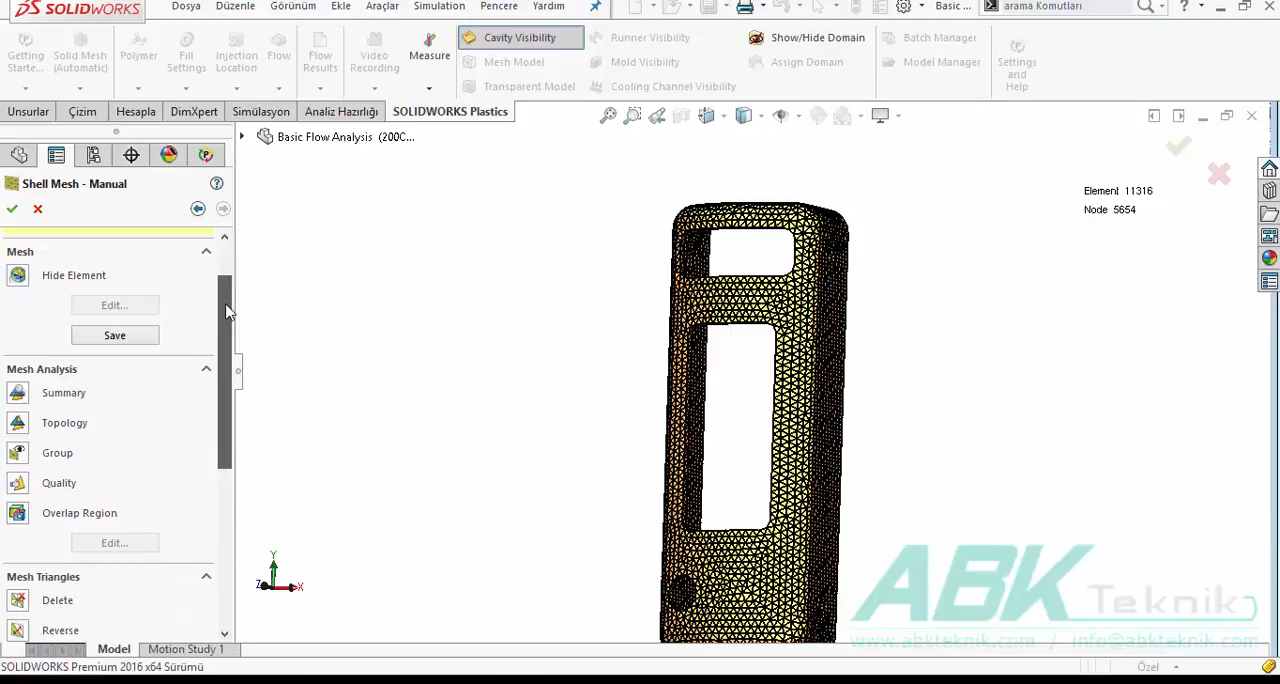 DS SOLIDWORKS Dosya Düzenle Görünüm Ekle Araçlar Simulation Pencere Yardım Basic ... arama Komutları ?
Getting Starte... Solid Mesh (Automatic) Polymer Fill Settings Injection Location Flow Flow Results Video Recording Measure
Cavity Visibility Runner Visibility Show/Hide Domain Batch Manager
Mesh Model Mold Visibility Assign Domain Model Manager
Transparent Model Cooling Channel Visibility
Settings and Help
Unsurlar Çizim Hesapla DimXpert Simülasyon Analiz Hazırlığı SOLIDWORKS Plastics
Basic Flow Analysis (200C...
Shell Mesh - Manual ?
Element 11316
Node 5654
Mesh
Hide Element
Edit...
Save
Mesh Analysis
Summary
Topology
Group
Quality
Overlap Region
Edit...
Mesh Triangles
Delete
Reverse
Y
Z X
ABK Teknik
www.abkteknik.com / info@abkteknik.com
Model Motion Study 1
SOLIDWORKS Premium 2016 x64 Sürümü Özel